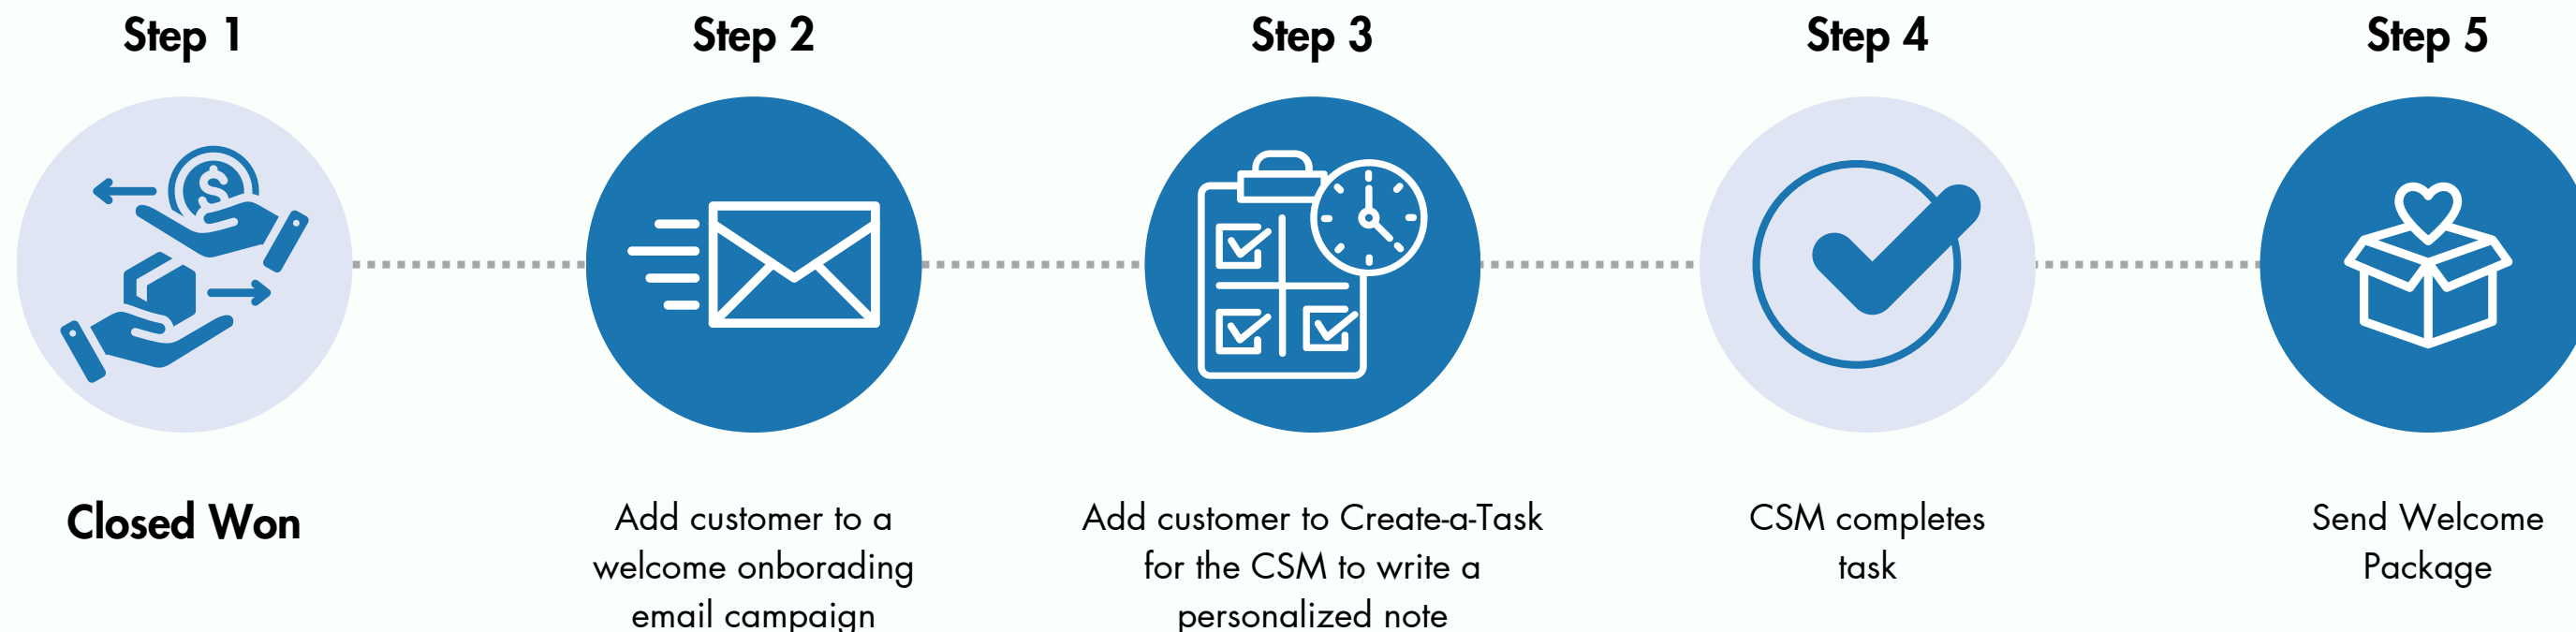 Step 1
Step 2
Step 3
Step 4
Step 5
$
Closed Won
Add customer to a
welcome onborading
email campaign
Add customer to Create-a-Task
for the CSM to write a
personalized note
CSM completes
task
Send Welcome
Package